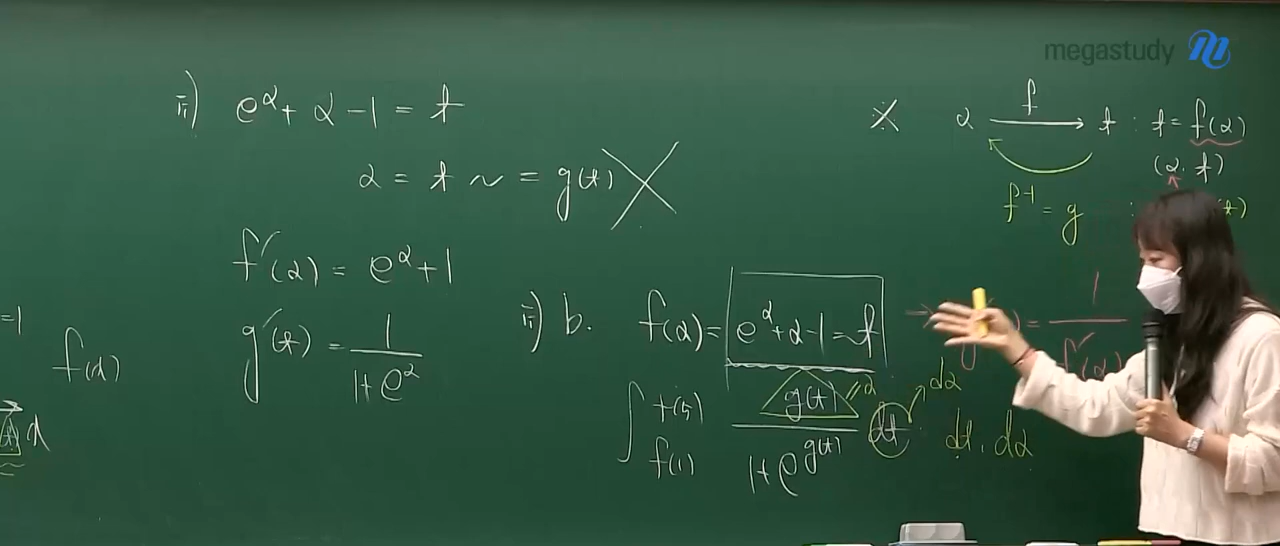 megastudy
ii) e^α + α - 1 = t
α = t ~ = g(t)
f'(α) = e^α + 1
g'(t) = 1/(1+e^α)
=1
f(α)
ii) b. f(α) = e^α + α - 1 = t
∫_{f(1)}^{f(5)} g(t)/(1+e^{g(t)}) dt
= α
dα
dt, dα
※ α → t : t = f(α)
f
(α, t)
f^{-1} = g :
= 1/f'(α)